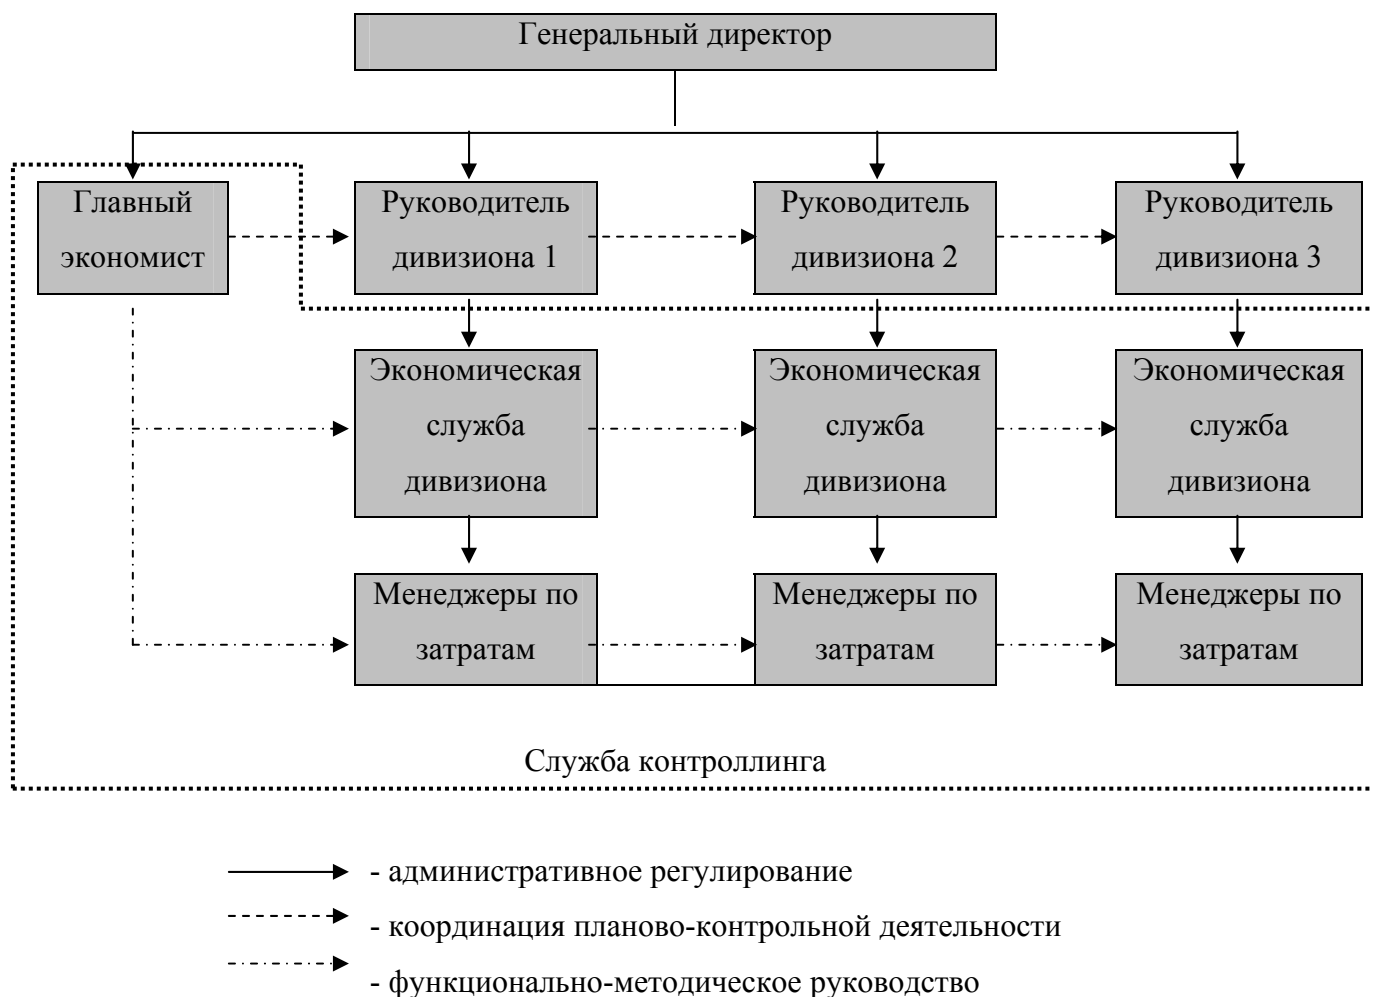 Генеральный директор
Главный
экономист
Руководитель
дивизиона 1
Руководитель
дивизиона 2
Руководитель
дивизиона 3
Экономическая
служба
дивизиона
Экономическая
служба
дивизиона
Экономическая
служба
дивизиона
Менеджеры по
затратам
Менеджеры по
затратам
Менеджеры по
затратам
Служба контроллинга
- административное регулирование
- координация планово-контрольной деятельности
- функционально-методическое руководство